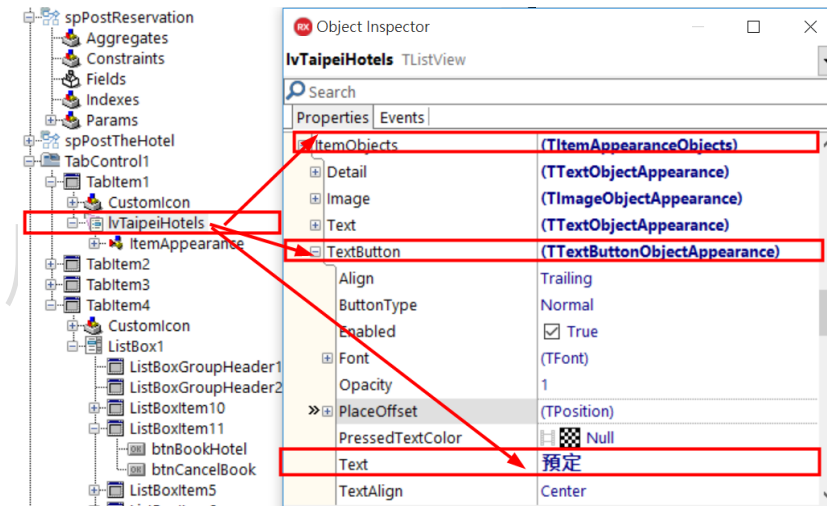 spPostReservation
Aggregates
Constraints
Fields
Indexes
Params
spPostTheHotel
TabControl1
TabItem1
CustomIcon
lvTaipeiHotels
ItemAppearance
TabItem2
TabItem3
TabItem4
CustomIcon
ListBox1
ListBoxGroupHeader1
ListBoxGroupHeader2
ListBoxItem10
ListBoxItem11
btnBookHotel
btnCancelBook
ListBoxItem5
RX Object Inspector
lvTaipeiHotels TListView
Search
Properties Events
ItemObjects (TItemAppearanceObjects)
Detail (TTextObjectAppearance)
Image (TImageObjectAppearance)
Text (TTextObjectAppearance)
TextButton (TTextButtonObjectAppearance)
Align Trailing
ButtonType Normal
Enabled True
Font (TFont)
Opacity 1
PlaceOffset (TPosition)
PressedTextColor Null
Text 預定
TextAlign Center